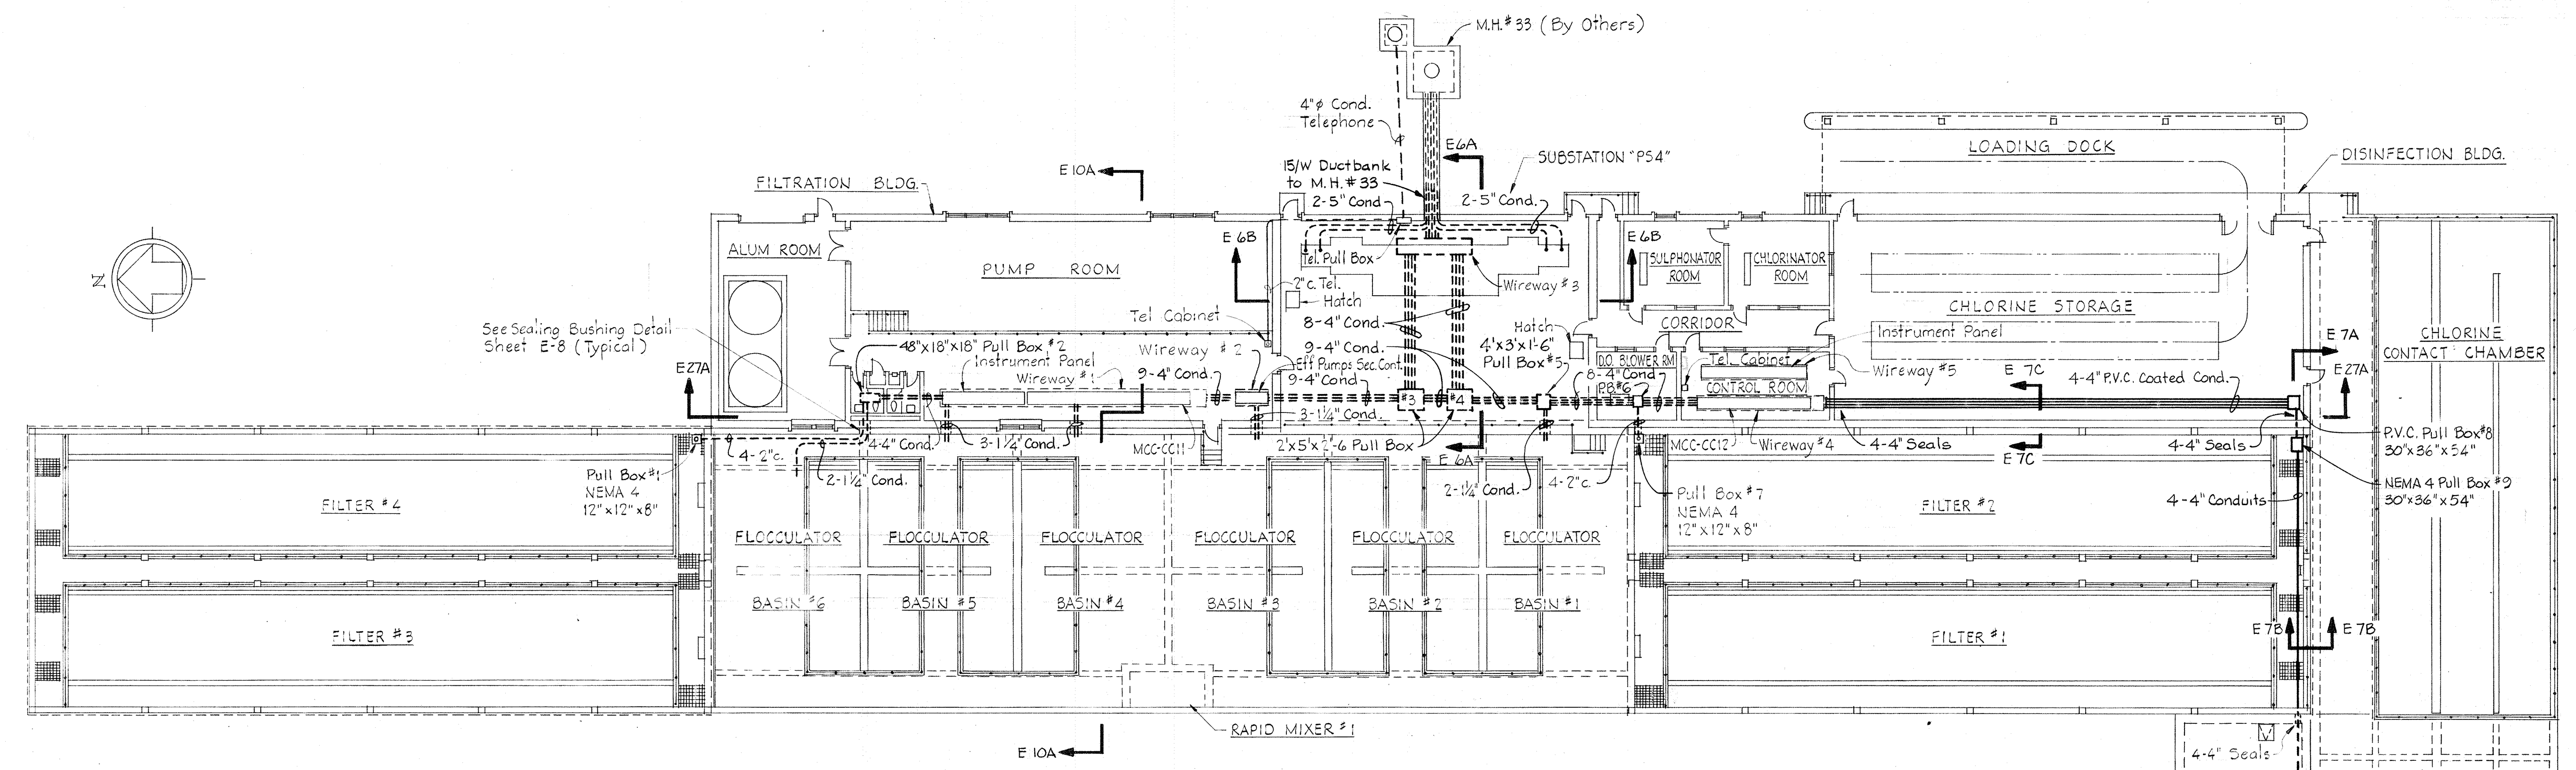 M.H.#33 (By Others)
4"ø Cond.
Telephone
E6A
SUBSTATION "PS4"
LOADING DOCK
DISINFECTION BLDG.
15/W Ductbank
to M.H.#33
2-5" Cond
2-5" Cond.
E 10A
FILTRATION BLDG.
N
ALUM ROOM
PUMP ROOM
E 6B
E 6B
Tel. Pull Box
2"c. Tel.
Hatch
Wireway #3
SULPHONATOR
ROOM
CHLORINATOR
ROOM
CHLORINE STORAGE
CORRIDOR
Instrument Panel
CHLORINE
CONTACT CHAMBER
See Sealing Bushing Detail
Sheet E-8 (Typical)
Tel Cabinet
8-4" Cond.
9-4" Cond.
Hatch
4'x3'x1'-6"
Pull Box #5
48"x18"x18" Pull Box #2
Instrument Panel
Wireway #1
Wireway #2
9-4" Cond.
Eff Pumps Sec. Cont.
9-4" Cond.
3-1¼" Cond.
#3
#4
D.O. BLOWER RM
8-4" Cond
PB#6
Tel. Cabinet
CONTROL ROOM
Wireway #5
E 7C
4-4" P.V.C. Coated Cond.
E 7A
E 27A
E27A
4-2"c.
4-4" Cond.
3-1¼" Cond.
MCC-CC11
2'x5'x2'-6 Pull Box
E 6A
MCC-CC12
Wireway #4
4-4" Seals
E 7C
4-4" Seals
P.V.C. Pull Box #8
30"x36"x54"
Pull Box #1
NEMA 4
12"x12"x8"
2-1¼" Cond.
2-1¼" Cond.
4-2"c.
Pull Box #7
NEMA 4
12"x12"x8"
NEMA 4 Pull Box #9
30"x36"x54"
4-4" Conduits
FILTER #4
FILTER #2
FLOCCULATOR
FLOCCULATOR
FLOCCULATOR
FLOCCULATOR
FLOCCULATOR
FLOCCULATOR
BASIN #6
BASIN #5
BASIN #4
BASIN #3
BASIN #2
BASIN #1
FILTER #3
FILTER #1
E 7B
E 7B
RAPID MIXER #1
E 10A
4-4" Seals